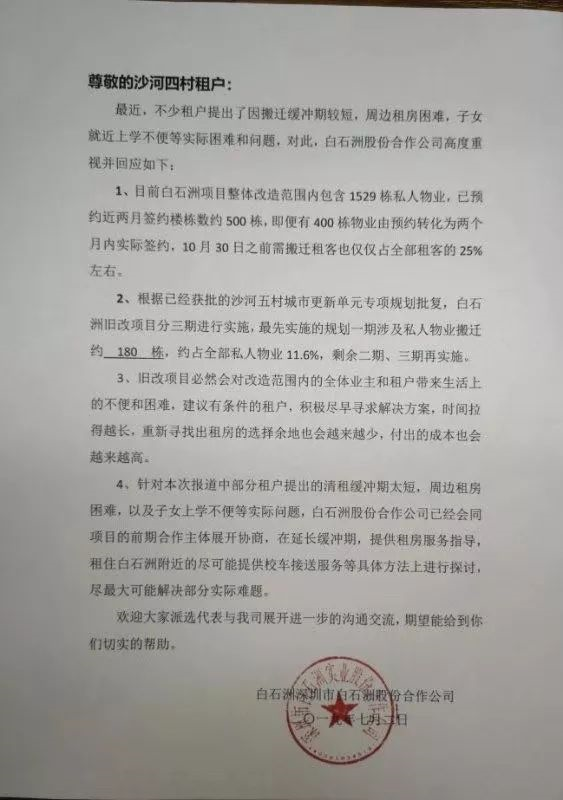 尊敬的沙河四村租户：
最近，不少租户提出了因搬迁缓冲期较短，周边租房困难，子女
就近上学不便等实际困难和问题，对此，白石洲股份合作公司高度重
视并回应如下：
1、目前白石洲项目整体改造范围内包含 1529 栋私人物业，已预
约近两月签约楼栋数约 500 栋，即便有 400 栋物业由预约转化为两个
月内实际签约，10 月 30 日之前需搬迁租客也仅仅占全部租客的 25%
左右。
2、根据已经获批的沙河五村城市更新单元专项规划批复，白石
洲旧改项目分三期进行实施，最先实施的规划一期涉及私人物业搬迁
约 180 栋，约占全部私人物业 11.6%，剩余二期、三期再实施。
3、旧改项目必然会对改造范围内的全体业主和租户带来生活上
的不便和困难，建议有条件的租户，积极尽早寻求解决方案，时间拉
得越长，重新寻找出租房的选择余地也会越来越少，付出的成本也会
越来越高。
4、针对本次报道中部分租户提出的清租缓冲期太短，周边租房
困难，以及子女上学不便等实际问题，白石洲股份合作公司已经会同
项目的前期合作主体展开协商，在延长缓冲期，提供租房服务指导，
租住白石洲附近的尽可能提供校车接送服务等具体方法上进行探讨，
尽最大可能解决部分实际难题。
欢迎大家派选代表与我司展开进一步的沟通交流，期望能给到你
们切实的帮助。
白石洲深圳市白石洲股份合作公司
〇一九年七月二日